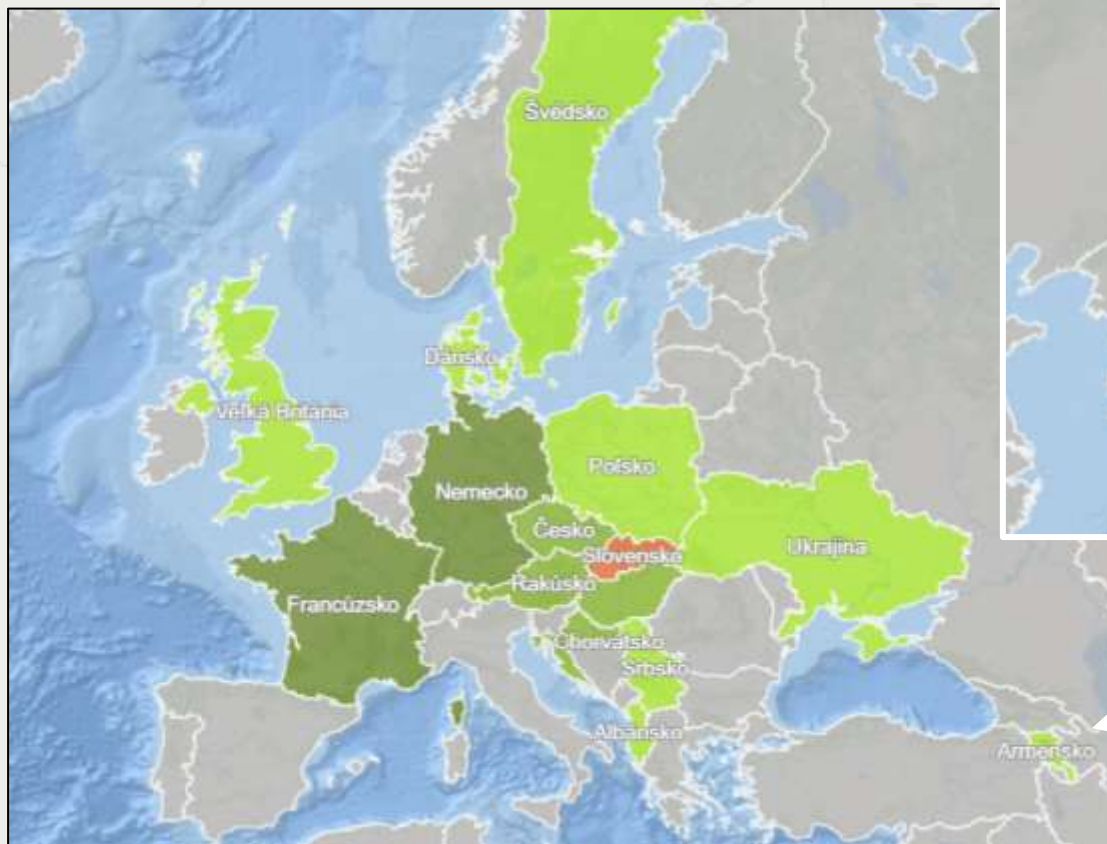 Švédsko
Dánsko
Veľká Británia
Poľsko
Nemecko
Česko
Ukrajina
Slovensko
Rakúsko
Francúzsko
Chorvátsko
Srbsko
Albánsko
Arménsko